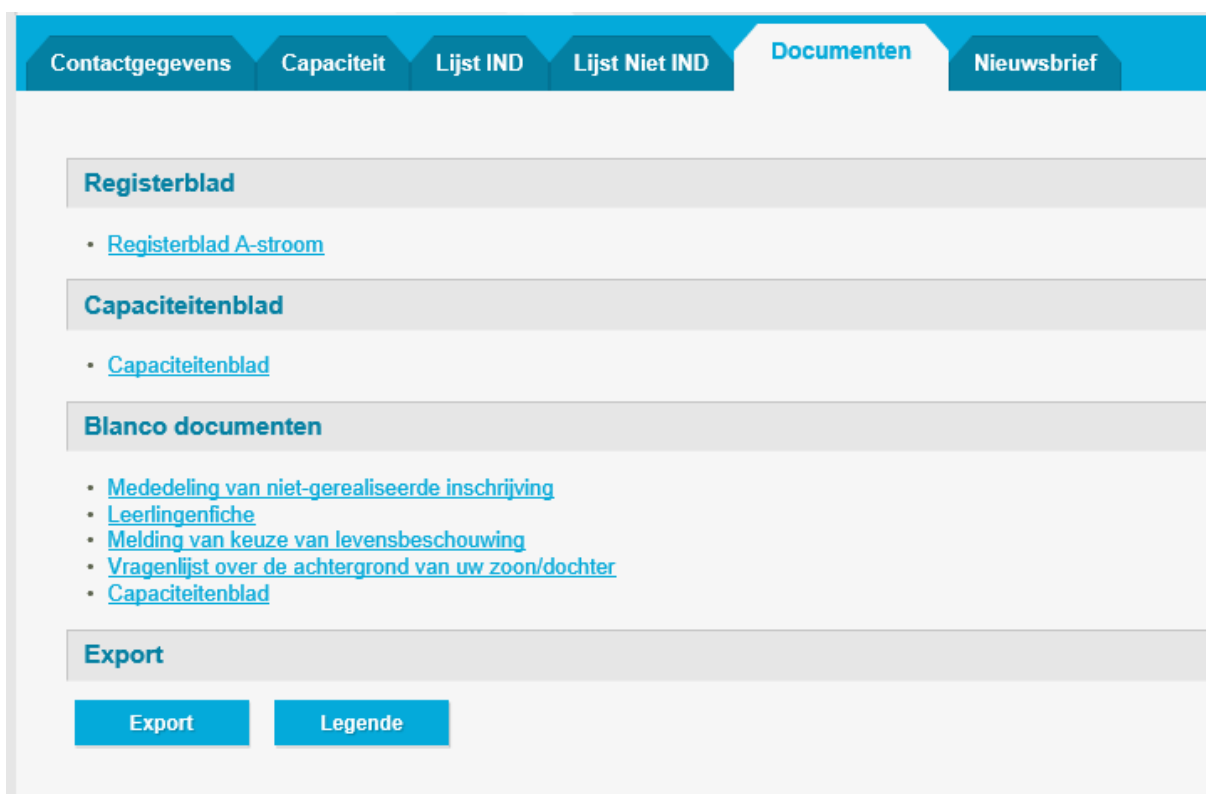 Contactgegevens Capaciteit Lijst IND Lijst Niet IND Documenten Nieuwsbrief
Registerblad
• Registerblad A-stroom
Capaciteitenblad
• Capaciteitenblad
Blanco documenten
• Mededeling van niet-gerealiseerde inschrijving
• Leerlingenfiche
• Melding van keuze van levensbeschouwing
• Vragenlijst over de achtergrond van uw zoon/dochter
• Capaciteitenblad
Export
Export Legende